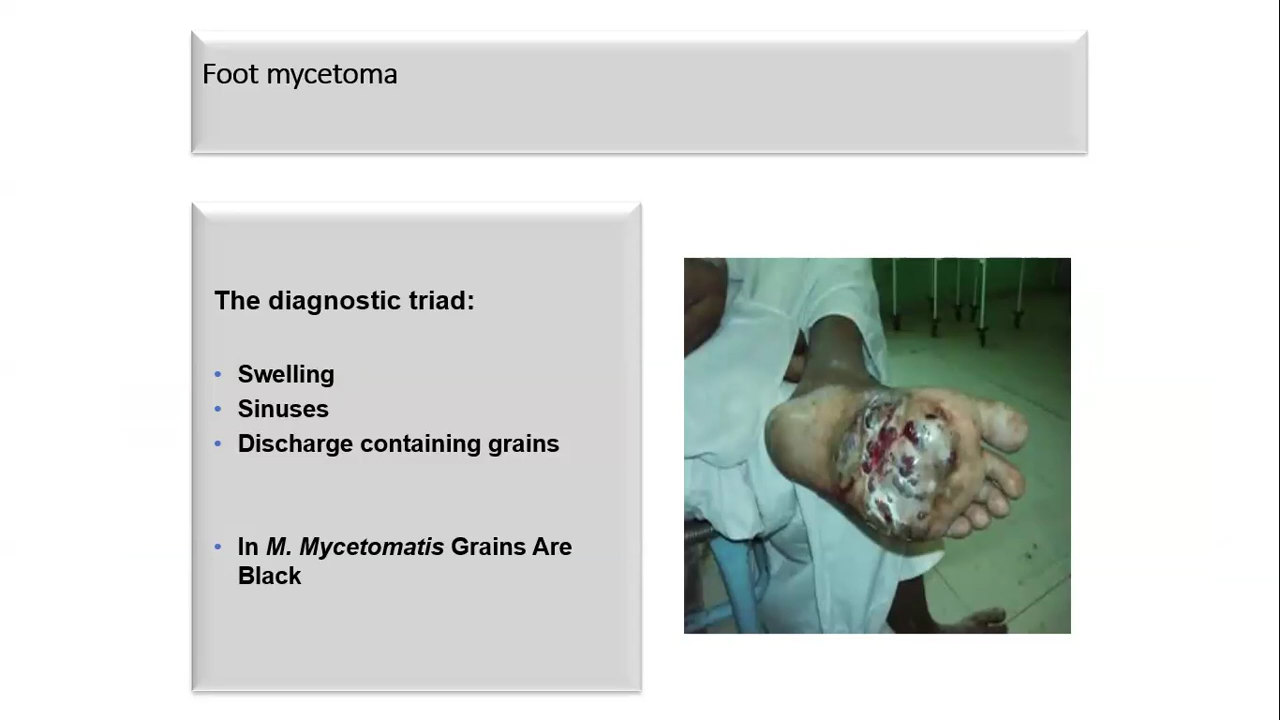 Foot mycetoma
The diagnostic triad:
• Swelling
• Sinuses
• Discharge containing grains
• In M. Mycetomatis Grains Are
Black